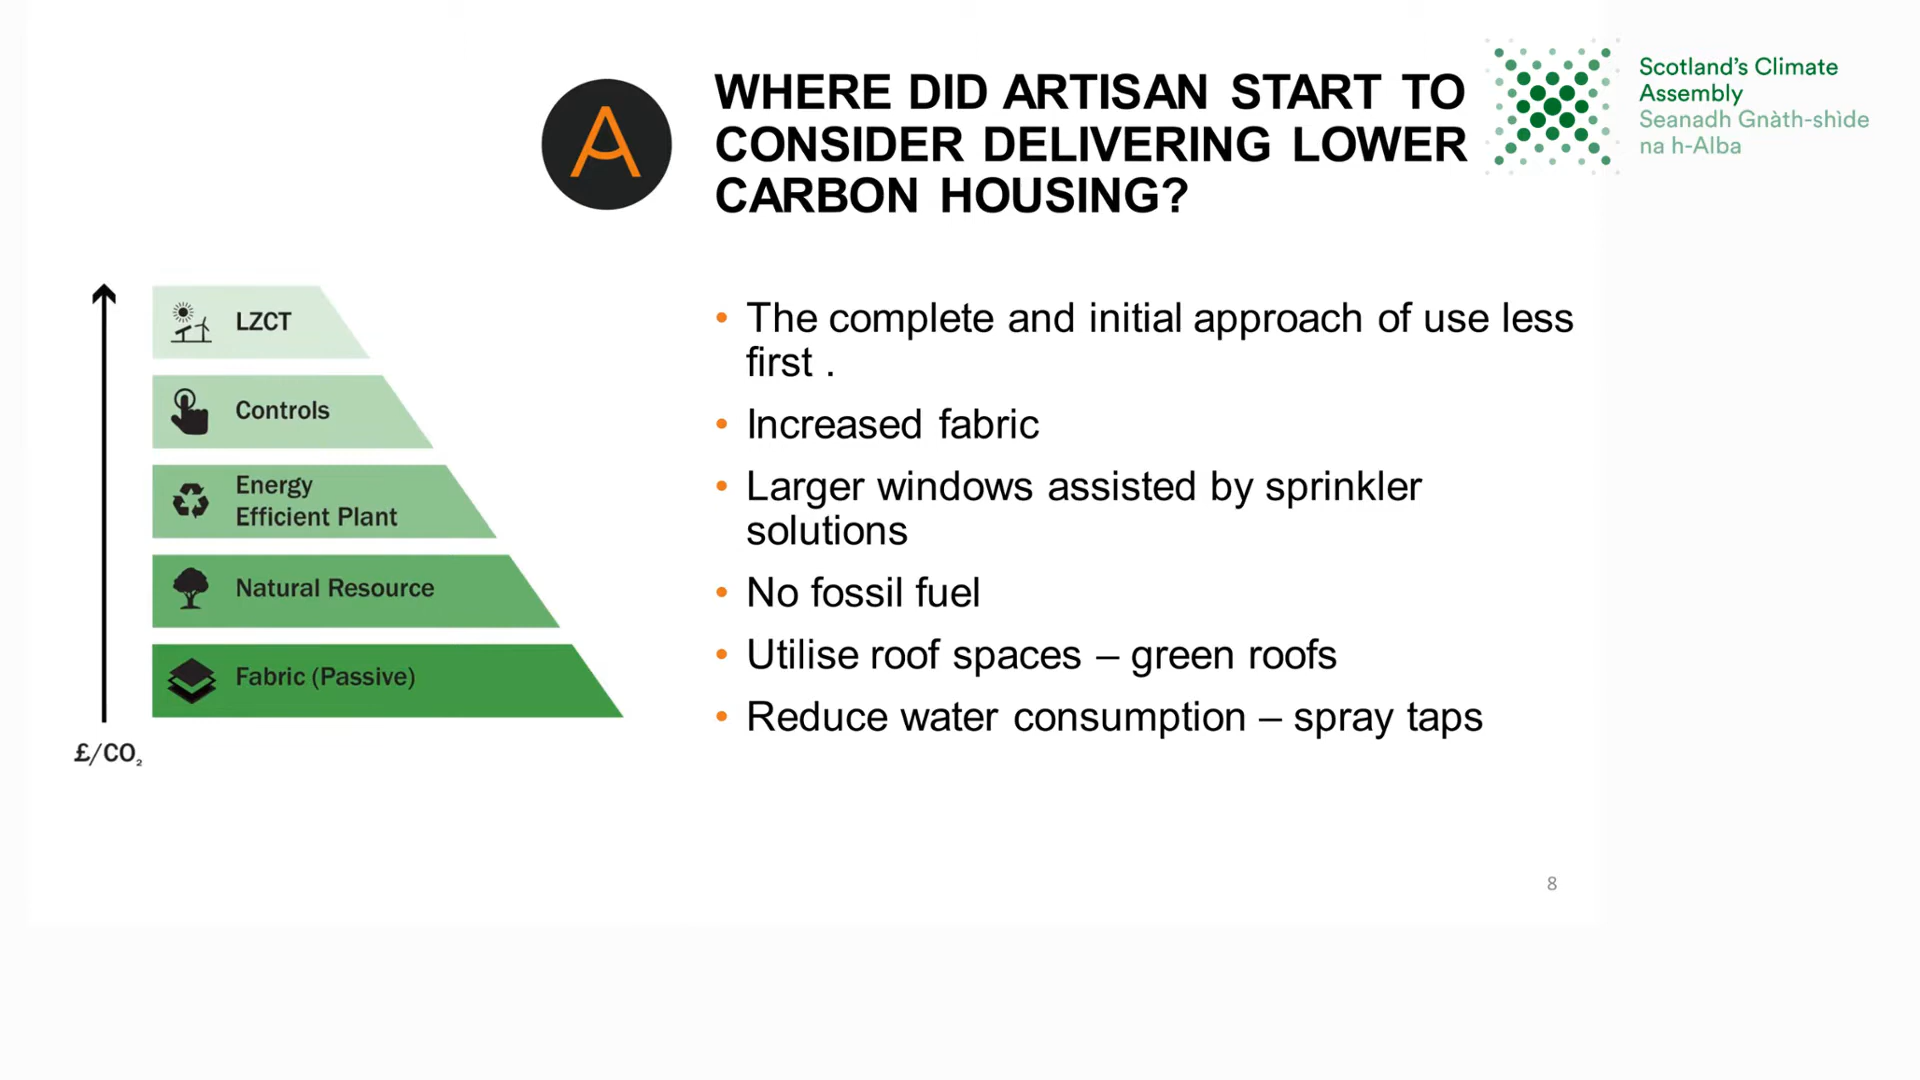 WHERE DID ARTISAN START TO
CONSIDER DELIVERING LOWER
CARBON HOUSING?
Scotland's Climate
Assembly
Seanadh Gnàth-shìde
na h-Alba
LZCT
Controls
Energy
Efficient Plant
Natural Resource
Fabric (Passive)
£/CO₂
• The complete and initial approach of use less
first .
• Increased fabric
• Larger windows assisted by sprinkler
solutions
• No fossil fuel
• Utilise roof spaces – green roofs
• Reduce water consumption – spray taps
8